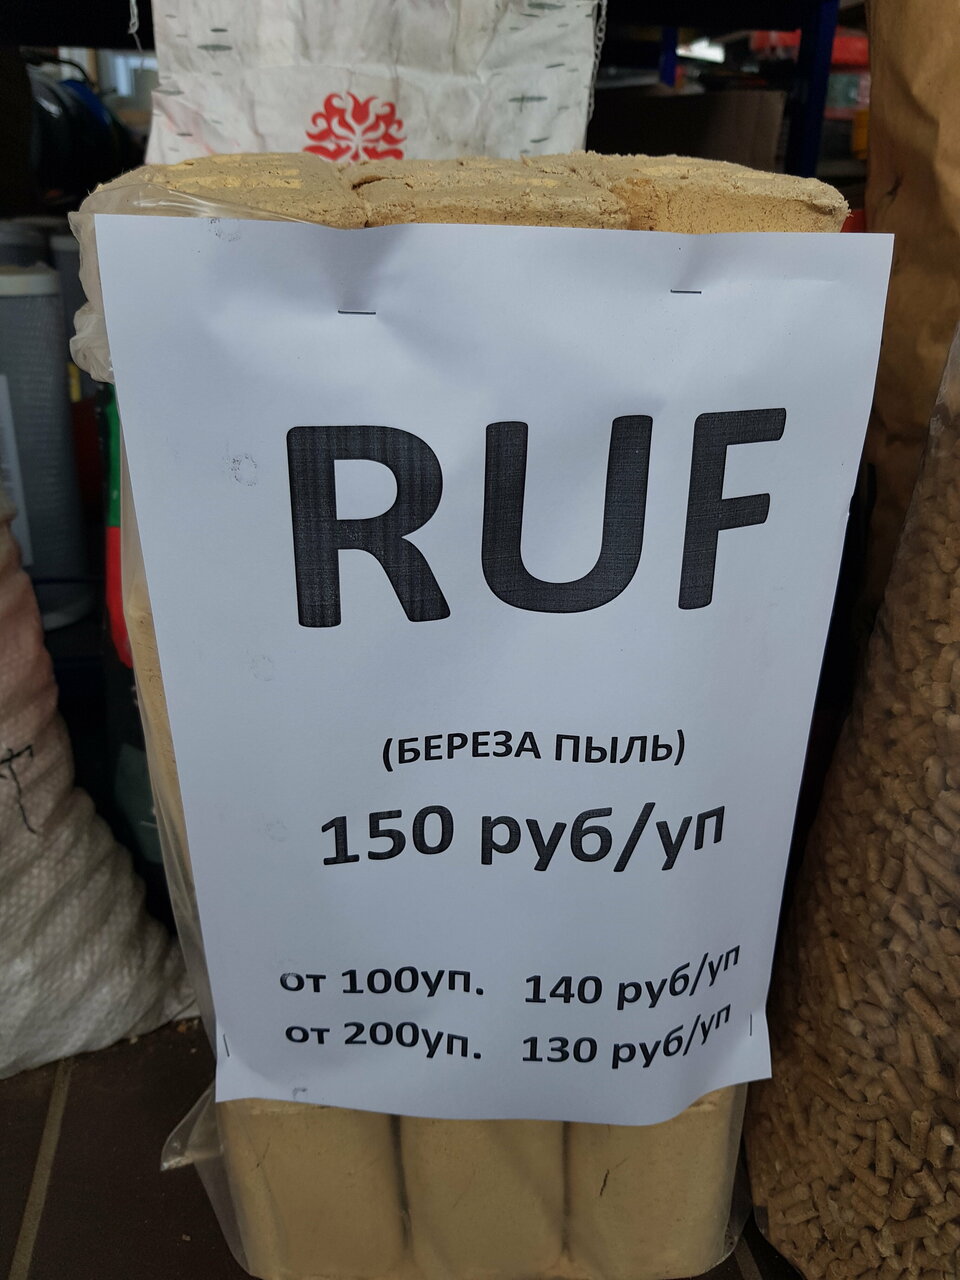 RUF
(БЕРЕЗА ПЫЛЬ)
150 руб/уп
от 100уп. 140 руб/уп
от 200уп. 130 руб/уп